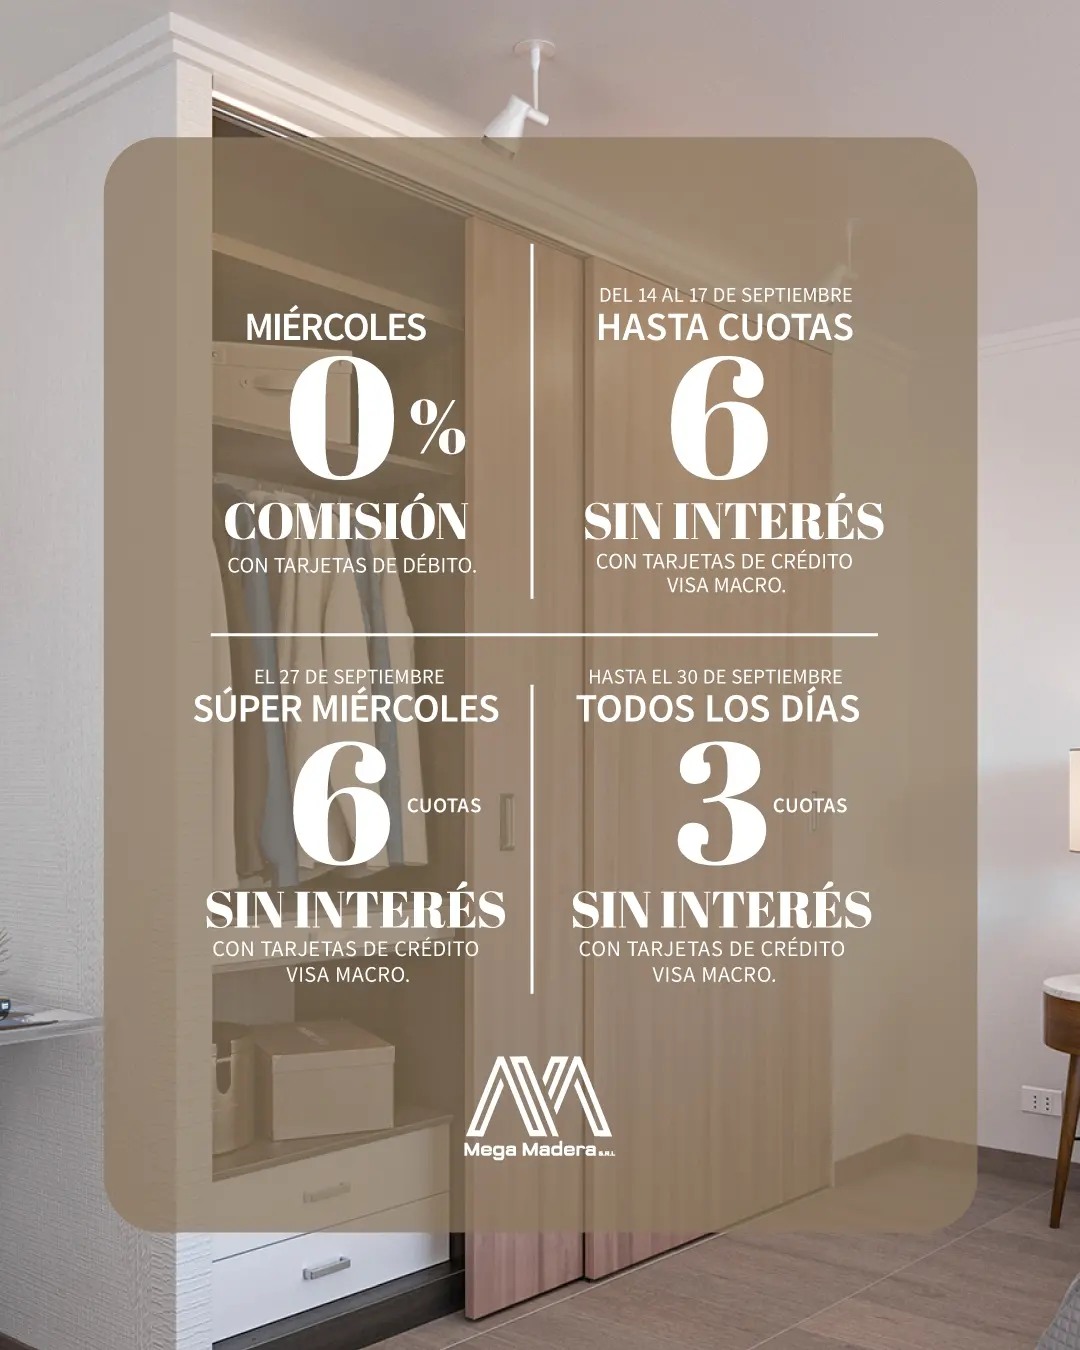 MIÉRCOLES
0%
COMISIÓN
CON TARJETAS DE DÉBITO.
DEL 14 AL 17 DE SEPTIEMBRE
HASTA CUOTAS
6
SIN INTERÉS
CON TARJETAS DE CRÉDITO
VISA MACRO.
EL 27 DE SEPTIEMBRE
SÚPER MIÉRCOLES
6 CUOTAS
SIN INTERÉS
CON TARJETAS DE CRÉDITO
VISA MACRO.
HASTA EL 30 DE SEPTIEMBRE
TODOS LOS DÍAS
3 CUOTAS
SIN INTERÉS
CON TARJETAS DE CRÉDITO
VISA MACRO.
Mega Madera S.R.L